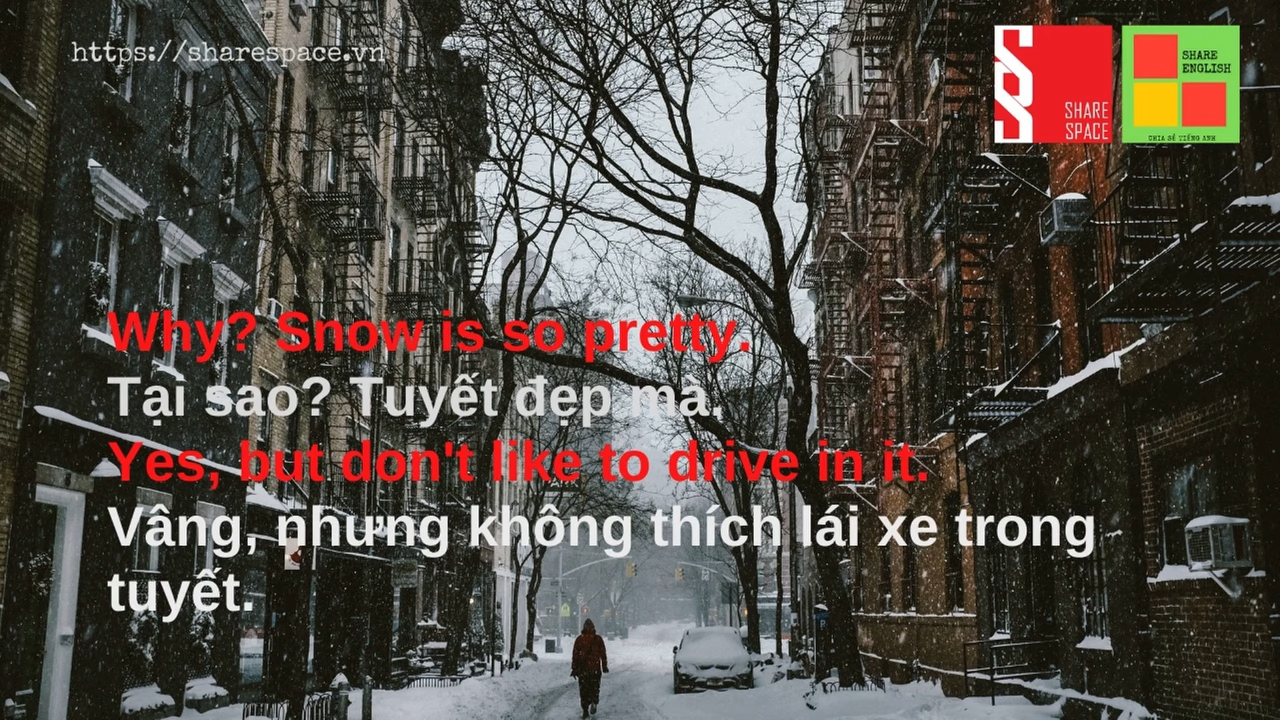 https://sharespace.vn
SHARE
SPACE
SHARE
ENGLISH
CHIA SẺ TIẾNG ANH
Why? Snow is so pretty.
Tại sao? Tuyết đẹp mà.
Yes, but don't like to drive in it.
Vâng, nhưng không thích lái xe trong
tuyết.